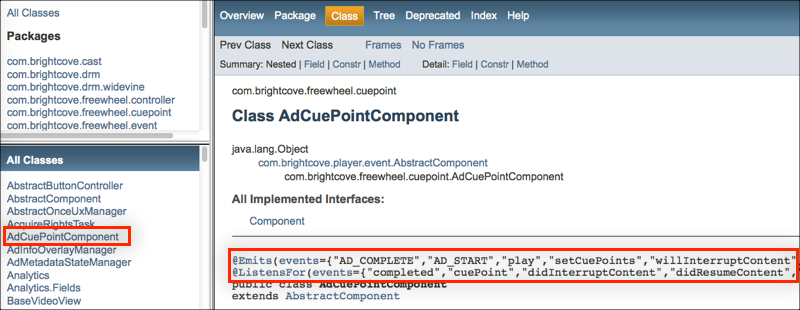 All Classes
Packages
com.brightcove.cast
com.brightcove.drm
com.brightcove.drm.widevine
com.brightcove.freewheel.controller
com.brightcove.freewheel.cuepoint
com.brightcove.freewheel.event
All Classes
AbstractButtonController
AbstractComponent
AbstractOnceUxManager
AcquireRightsTask
AdCuePointComponent
AdInfoOverlayManager
AdMetadataStateManager
Analytics
Analytics.Fields
BaseVideoView
Overview Package Class Tree Deprecated Index Help
Prev Class Next Class Frames No Frames
Summary: Nested | Field | Constr | Method Detail: Field | Constr | Method
com.brightcove.freewheel.cuepoint
Class AdCuePointComponent
java.lang.Object
com.brightcove.player.event.AbstractComponent
com.brightcove.freewheel.cuepoint.AdCuePointComponent
All Implemented Interfaces:
Component
@Emits(events={"AD_COMPLETE","AD_START","play","setCuePoints","willInterruptContent",
@ListensFor(events={"completed","cuePoint","didInterruptContent","didResumeContent",
public class AdCuePointComponent
extends AbstractComponent